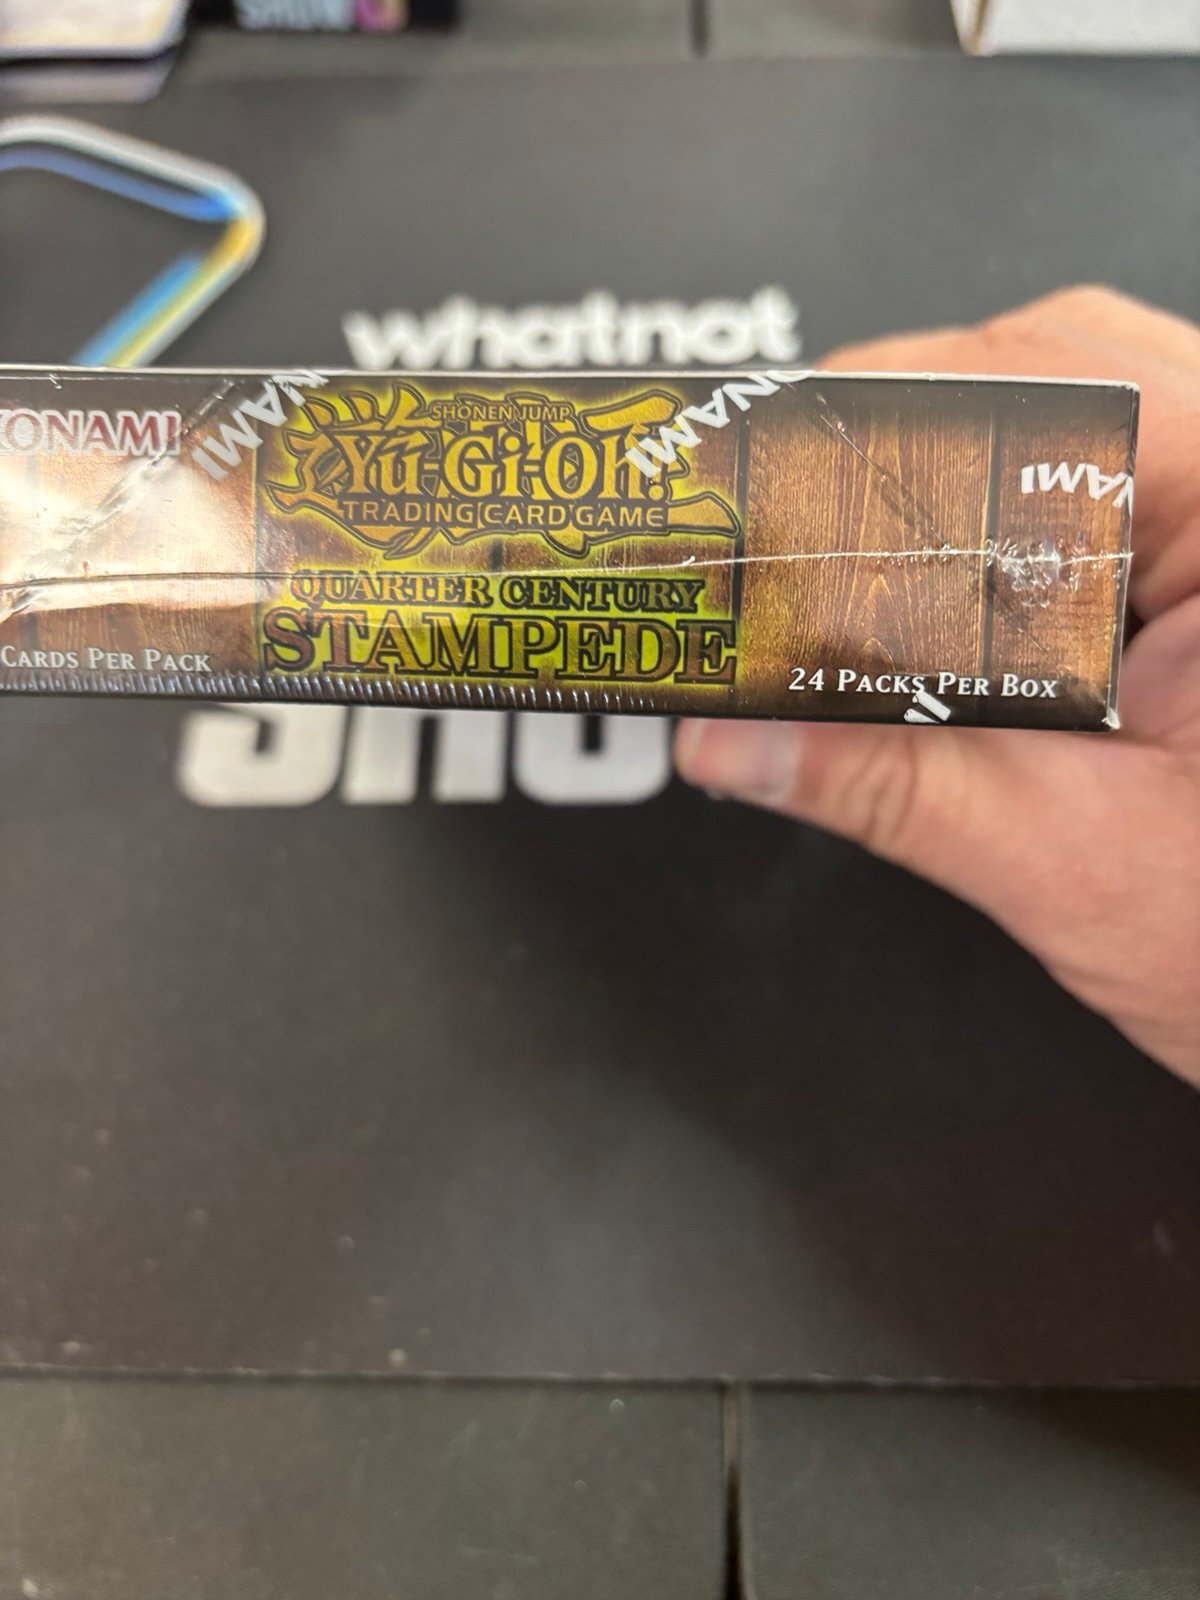 whatnot
KONAMI
KONAMI
SHONEN JUMP
Yu-Gi-Oh!
TRADING CARD GAME
QUARTER CENTURY
STAMPEDE
CARDS PER PACK
24 PACKS PER BOX